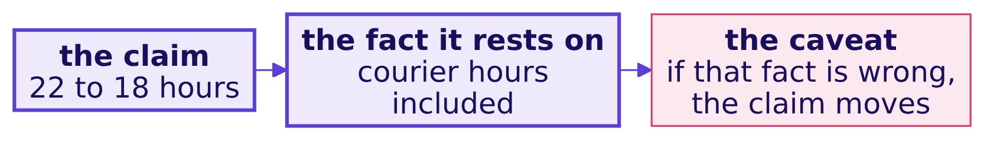 the claim
22 to 18 hours
the fact it rests on
courier hours
included
the caveat
if that fact is wrong,
the claim moves